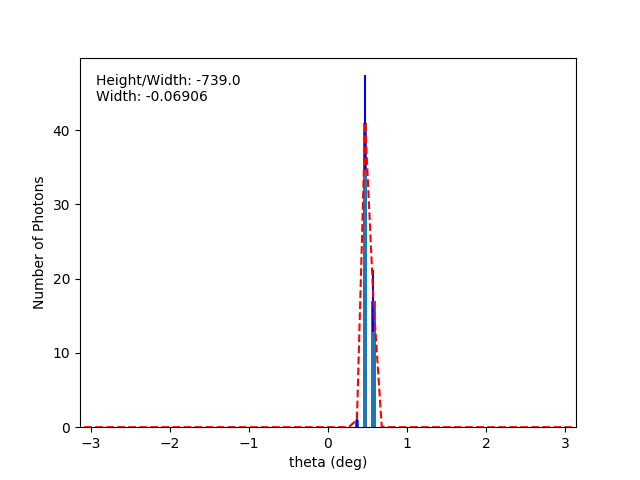 Height/Width: -739.0
Width: -0.06906
Number of Photons
40
30
20
10
0
−3 −2 −1 0 1 2 3
theta (deg)